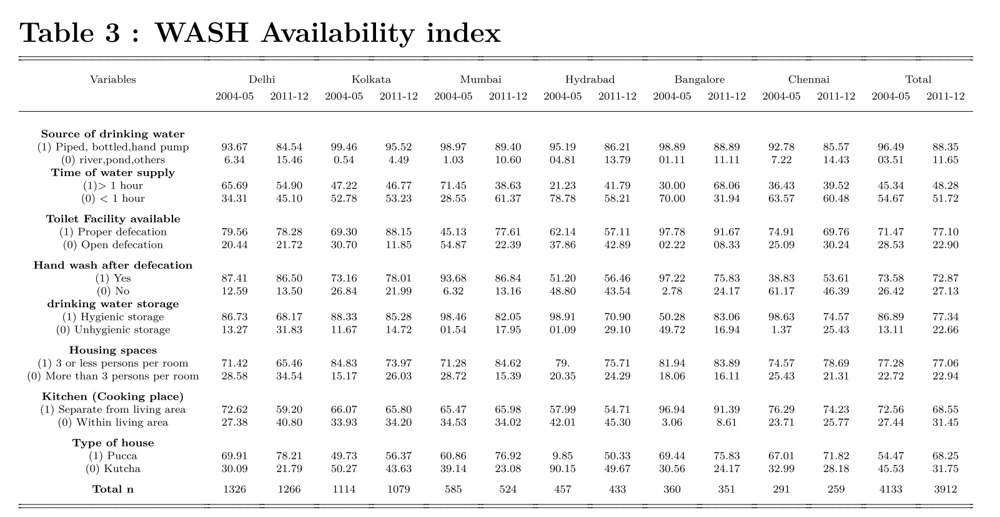 Table 3 : WASH Availability index
Variables Delhi Kolkata Mumbai Hydrabad Bangalore Chennai Total
2004-05 2011-12 2004-05 2011-12 2004-05 2011-12 2004-05 2011-12 2004-05 2011-12 2004-05 2011-12 2004-05 2011-12
Source of drinking water
(1) Piped, bottled,hand pump 93.67 84.54 99.46 95.52 98.97 89.40 95.19 86.21 98.89 88.89 92.78 85.57 96.49 88.35
(0) river,pond,others 6.34 15.46 0.54 4.49 1.03 10.60 04.81 13.79 01.11 11.11 7.22 14.43 03.51 11.65
Time of water supply
(1)> 1 hour 65.69 54.90 47.22 46.77 71.45 38.63 21.23 41.79 30.00 68.06 36.43 39.52 45.34 48.28
(0) < 1 hour 34.31 45.10 52.78 53.23 28.55 61.37 78.78 58.21 70.00 31.94 63.57 60.48 54.67 51.72
Toilet Facility available
(1) Proper defecation 79.56 78.28 69.30 88.15 45.13 77.61 62.14 57.11 97.78 91.67 74.91 69.76 71.47 77.10
(0) Open defecation 20.44 21.72 30.70 11.85 54.87 22.39 37.86 42.89 02.22 08.33 25.09 30.24 28.53 22.90
Hand wash after defecation
(1) Yes 87.41 86.50 73.16 78.01 93.68 86.84 51.20 56.46 97.22 75.83 38.83 53.61 73.58 72.87
(0) No 12.59 13.50 26.84 21.99 6.32 13.16 48.80 43.54 2.78 24.17 61.17 46.39 26.42 27.13
drinking water storage
(1) Hygienic storage 86.73 68.17 88.33 85.28 98.46 82.05 98.91 70.90 50.28 83.06 98.63 74.57 86.89 77.34
(0) Unhygienic storage 13.27 31.83 11.67 14.72 01.54 17.95 01.09 29.10 49.72 16.94 1.37 25.43 13.11 22.66
Housing spaces
(1) 3 or less persons per room 71.42 65.46 84.83 73.97 71.28 84.62 79. 75.71 81.94 83.89 74.57 78.69 77.28 77.06
(0) More than 3 persons per room 28.58 34.54 15.17 26.03 28.72 15.39 20.35 24.29 18.06 16.11 25.43 21.31 22.72 22.94
Kitchen (Cooking place)
(1) Separate from living area 72.62 59.20 66.07 65.80 65.47 65.98 57.99 54.71 96.94 91.39 76.29 74.23 72.56 68.55
(0) Within living area 27.38 40.80 33.93 34.20 34.53 34.02 42.01 45.30 3.06 8.61 23.71 25.77 27.44 31.45
Type of house
(1) Pucca 69.91 78.21 49.73 56.37 60.86 76.92 9.85 50.33 69.44 75.83 67.01 71.82 54.47 68.25
(0) Kutcha 30.09 21.79 50.27 43.63 39.14 23.08 90.15 49.67 30.56 24.17 32.99 28.18 45.53 31.75
Total n 1326 1266 1114 1079 585 524 457 433 360 351 291 259 4133 3912